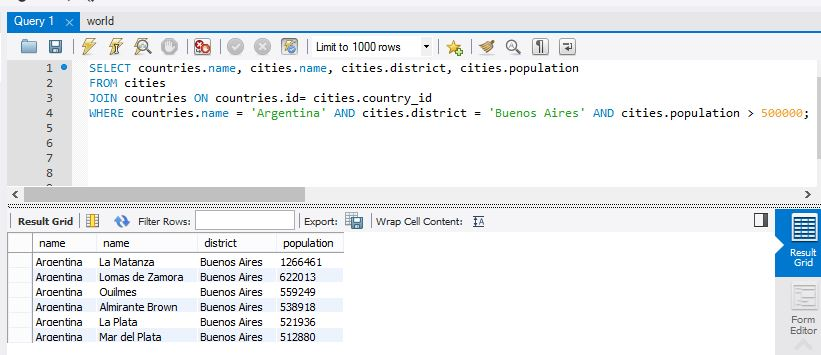 Query 1 × world
Limit to 1000 rows
1 SELECT countries.name, cities.name, cities.district, cities.population
2 FROM cities
3 JOIN countries ON countries.id= cities.country_id
4 WHERE countries.name = 'Argentina' AND cities.district = 'Buenos Aires' AND cities.population > 500000;
5
6
7
8
Result Grid Filter Rows: Export: Wrap Cell Content: IA
name name district population
Argentina La Matanza Buenos Aires 1266461
Argentina Lomas de Zamora Buenos Aires 622013
Argentina Quilmes Buenos Aires 559249
Argentina Almirante Brown Buenos Aires 538918
Argentina La Plata Buenos Aires 521936
Argentina Mar del Plata Buenos Aires 512880
Result
Grid
Form
Editor